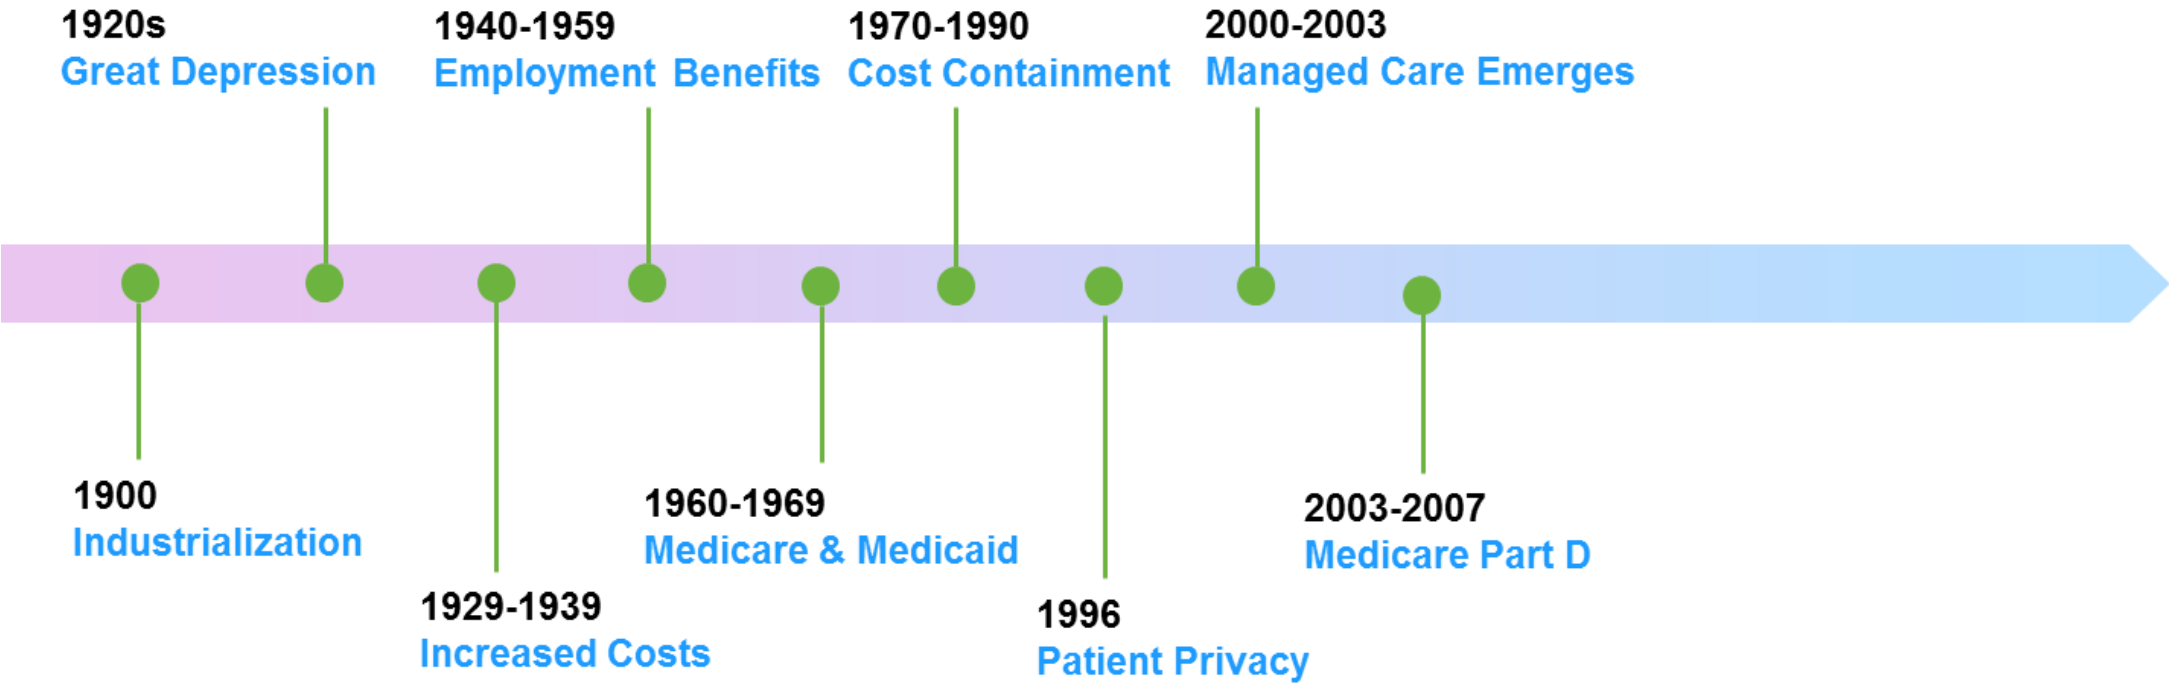 1920s
Great Depression
1940-1959
Employment Benefits
1970-1990
Cost Containment
2000-2003
Managed Care Emerges
1900
Industrialization
1929-1939
Increased Costs
1960-1969
Medicare & Medicaid
1996
Patient Privacy
2003-2007
Medicare Part D